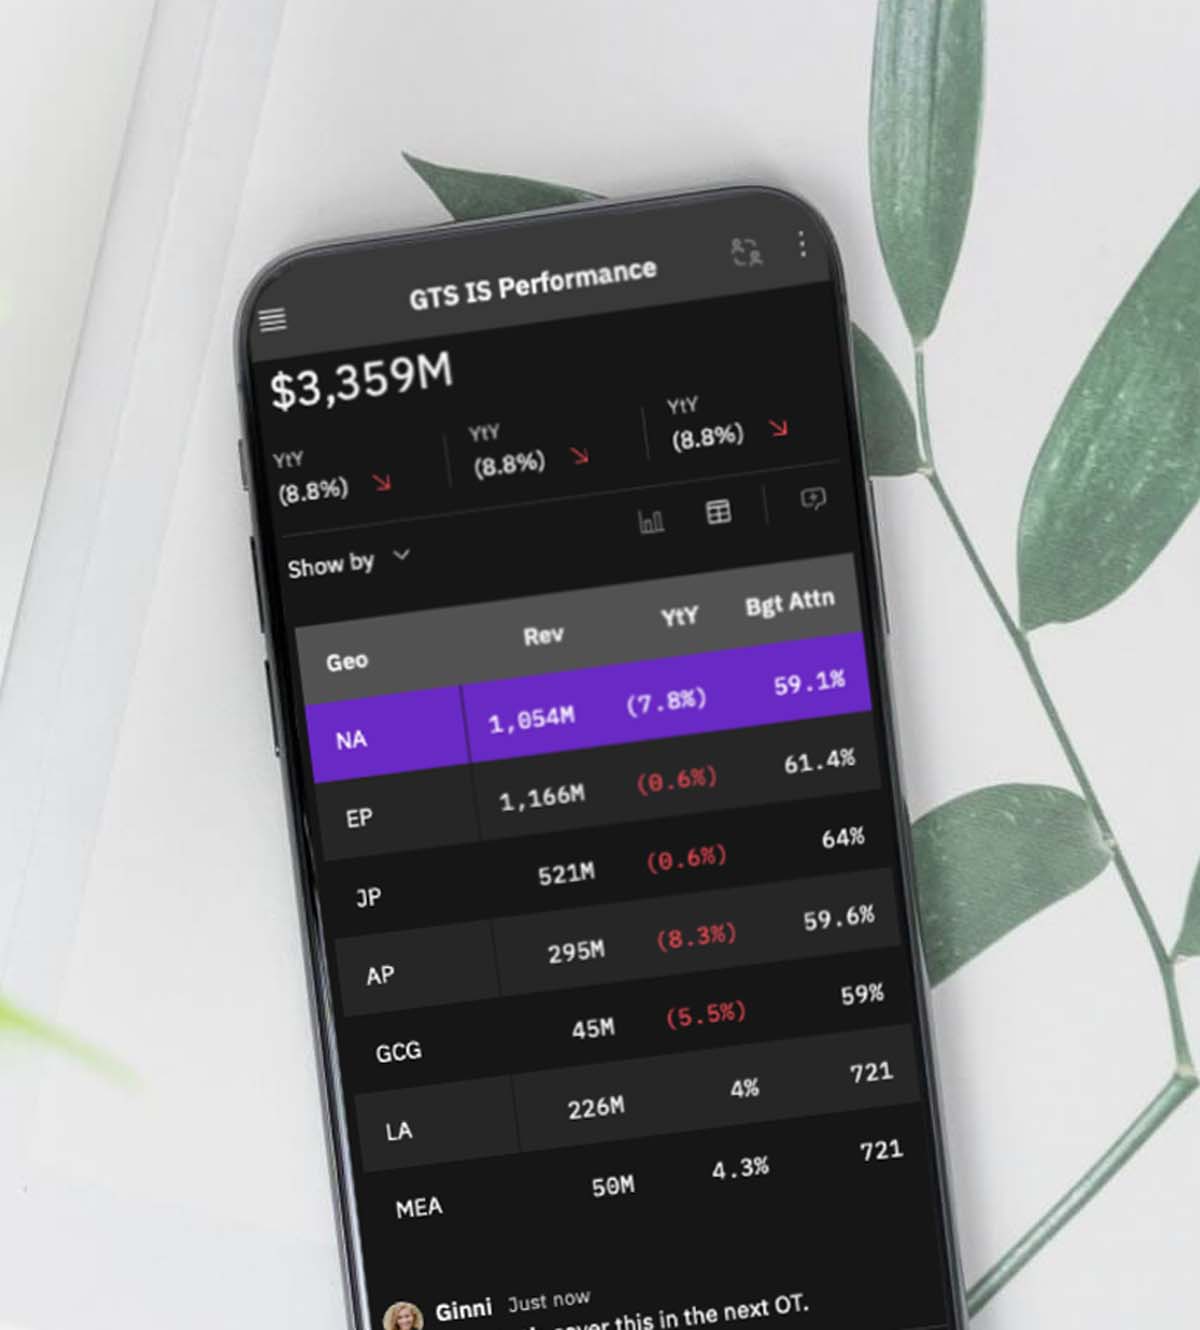 GTS IS Performance
$3,359M
YtY YtY YtY
(8.8%) (8.8%) (8.8%)
Show by
Geo Rev YtY Bgt Attn
NA 1,054M (7.8%) 59.1%
EP 1,166M (0.6%) 61.4%
JP 521M (0.6%) 64%
AP 295M (8.3%) 59.6%
GCG 45M (5.5%) 59%
LA 226M 4% 721
MEA 50M 4.3% 721
Ginni Just now
this in the next OT.